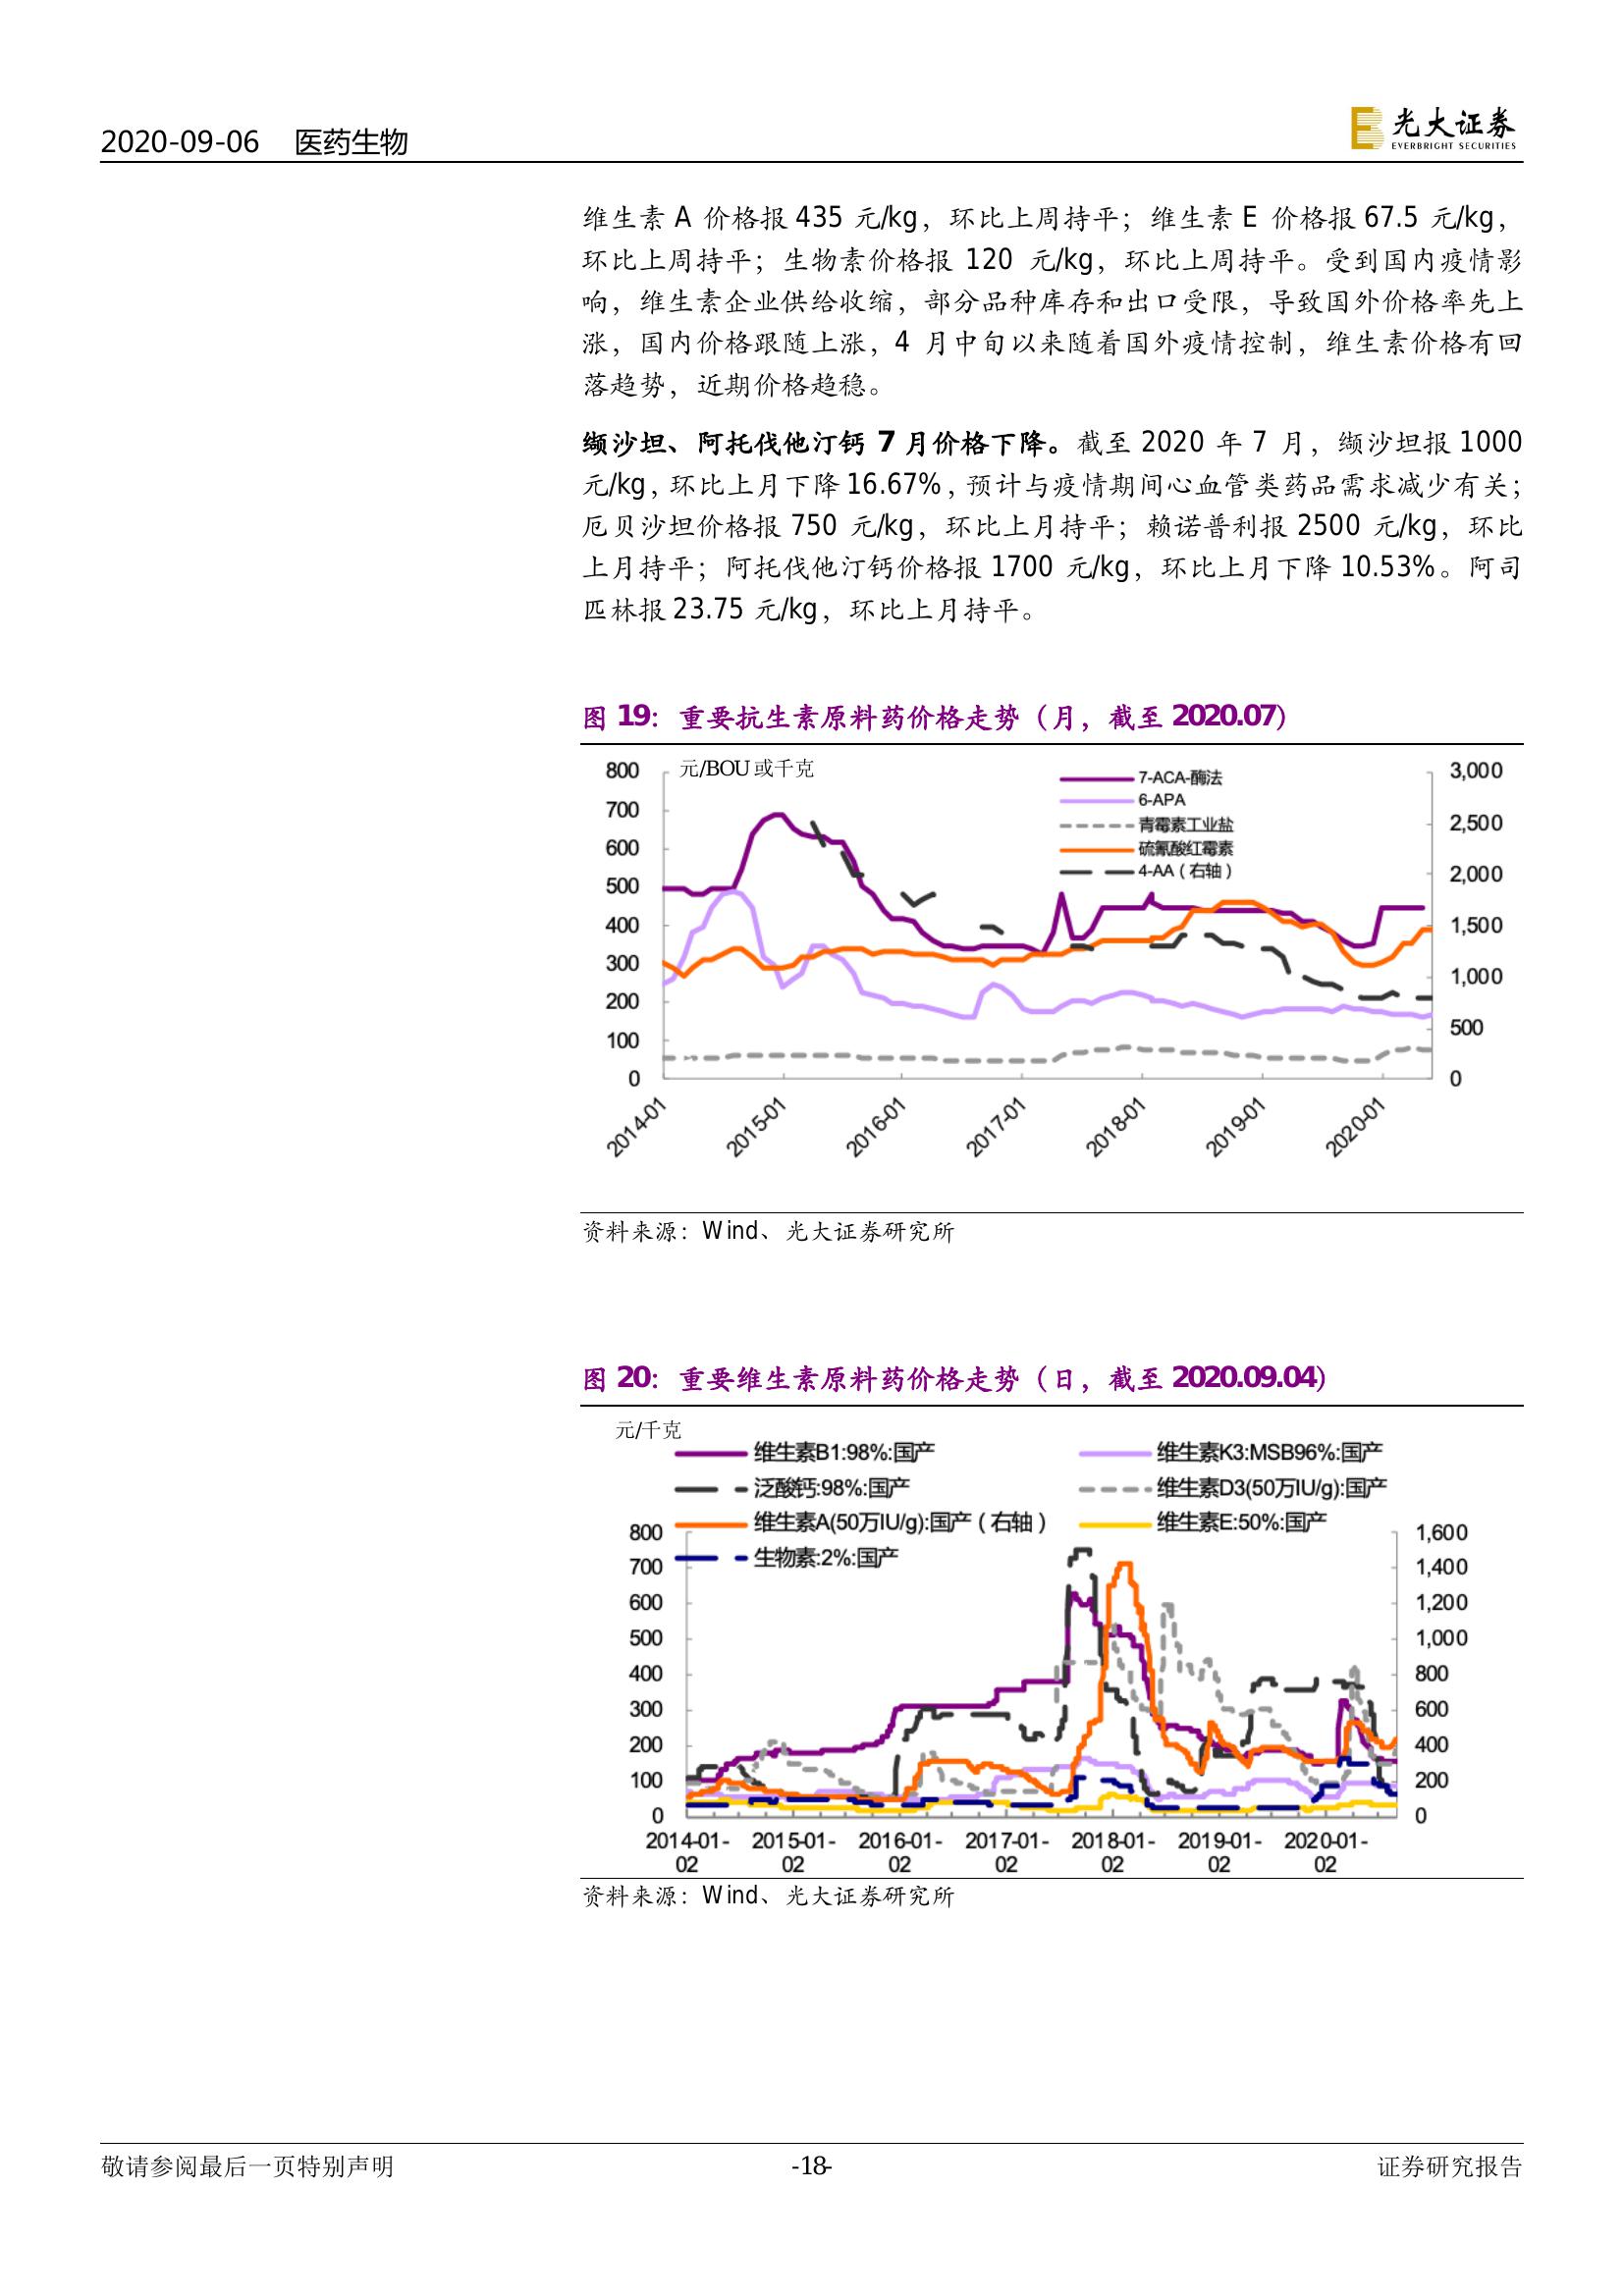 2020-09-06 医药生物
光大证券
EVERBRIGHT SECURITIES
维生素 A 价格报 435 元/kg，环比上周持平；维生素 E 价格报 67.5 元/kg，
环比上周持平；生物素价格报 120 元/kg，环比上周持平。受到国内疫情影
响，维生素企业供给收缩，部分品种库存和出口受限，导致国外价格率先上
涨，国内价格跟随上涨，4 月中旬以来随着国外疫情控制，维生素价格有回
落趋势，近期价格趋稳。
缬沙坦、阿托伐他汀钙 7 月价格下降。截至 2020 年 7 月，缬沙坦报 1000
元/kg，环比上月下降 16.67%，预计与疫情期间心血管类药品需求减少有关；
厄贝沙坦价格报 750 元/kg，环比上月持平；赖诺普利报 2500 元/kg，环比
上月持平；阿托伐他汀钙价格报 1700 元/kg，环比上月下降 10.53%。阿司
匹林报 23.75 元/kg，环比上月持平。
图 19：重要抗生素原料药价格走势（月，截至 2020.07）
元/BOU 或千克
7-ACA-酶法
6-APA
青霉素工业盐
硫氰酸红霉素
4-AA（右轴）
800
700
600
500
400
300
200
100
0
3,000
2,500
2,000
1,500
1,000
500
0
2014-01
2015-01
2016-01
2017-01
2018-01
2019-01
2020-01
资料来源：Wind、光大证券研究所
图 20：重要维生素原料药价格走势（日，截至 2020.09.04）
元/千克
维生素B1:98%:国产
维生素K3:MSB96%:国产
泛酸钙:98%:国产
维生素D3(50万IU/g):国产
维生素A(50万IU/g):国产（右轴）
维生素E:50%:国产
生物素:2%:国产
800
700
600
500
400
300
200
100
0
1,600
1,400
1,200
1,000
800
600
400
200
0
2014-01-
02
2015-01-
02
2016-01-
02
2017-01-
02
2018-01-
02
2019-01-
02
2020-01-
02
资料来源：Wind、光大证券研究所
敬请参阅最后一页特别声明
-18-
证券研究报告